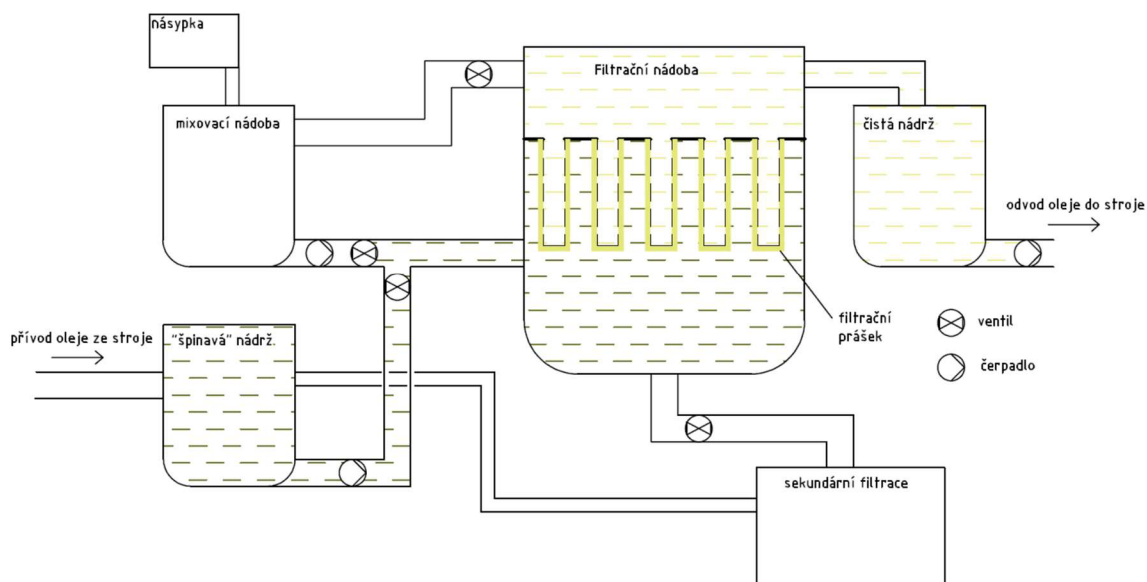 násypka
mixovací nádoba
Filtrační nádoba
čistá nádrž
odvod oleje do stroje
filtrační
prášek
ventil
čerpadlo
přívod oleje ze stroje
"špinavá" nádrž.
sekundární filtrace